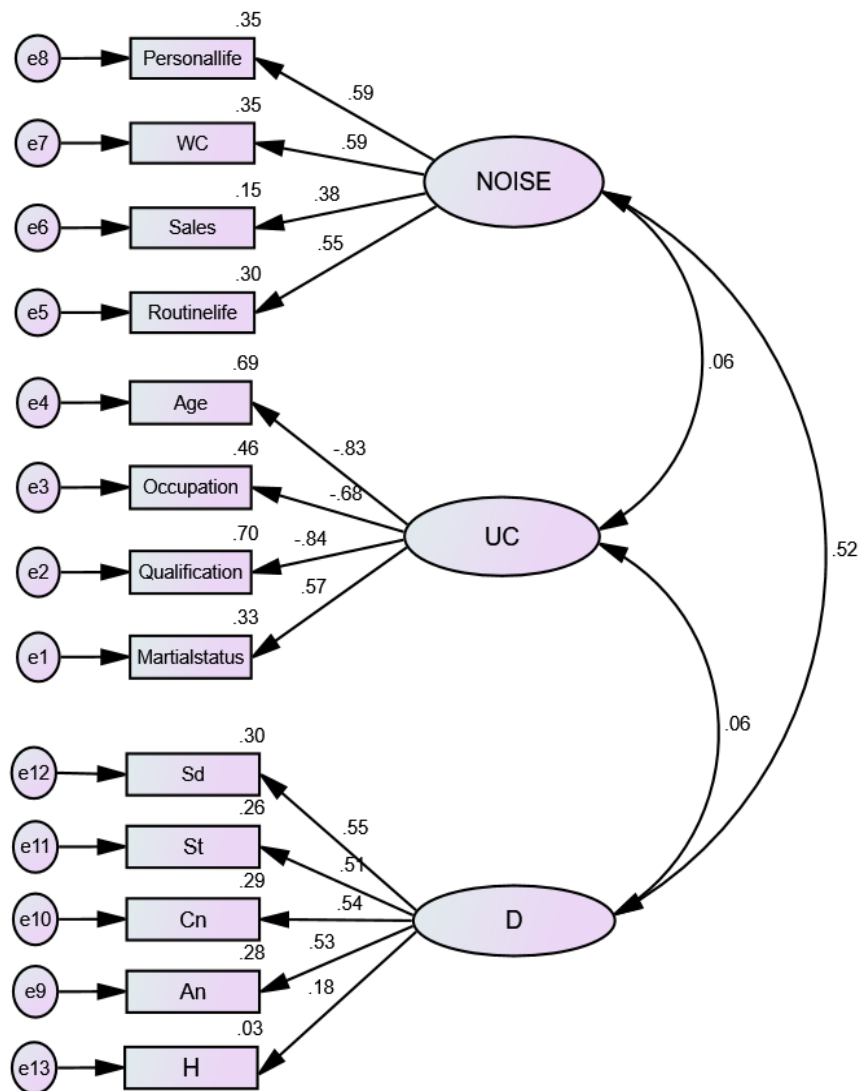 .35
e8
Personallife
.59
.35
e7
WC
.59
NOISE
.15
e6
Sales
.38
.55
.30
e5
Routinelife
.69
.06
e4
Age
-.83
.46
e3
Occupation
-.68
UC
.70
-.84
.52
e2
Qualification
.57
.33
e1
Martialstatus
.30
.06
e12
Sd
.26
.55
e11
St
.51
.29
e10
Cn
.54
D
.28
.53
e9
An
.18
.03
e13
H